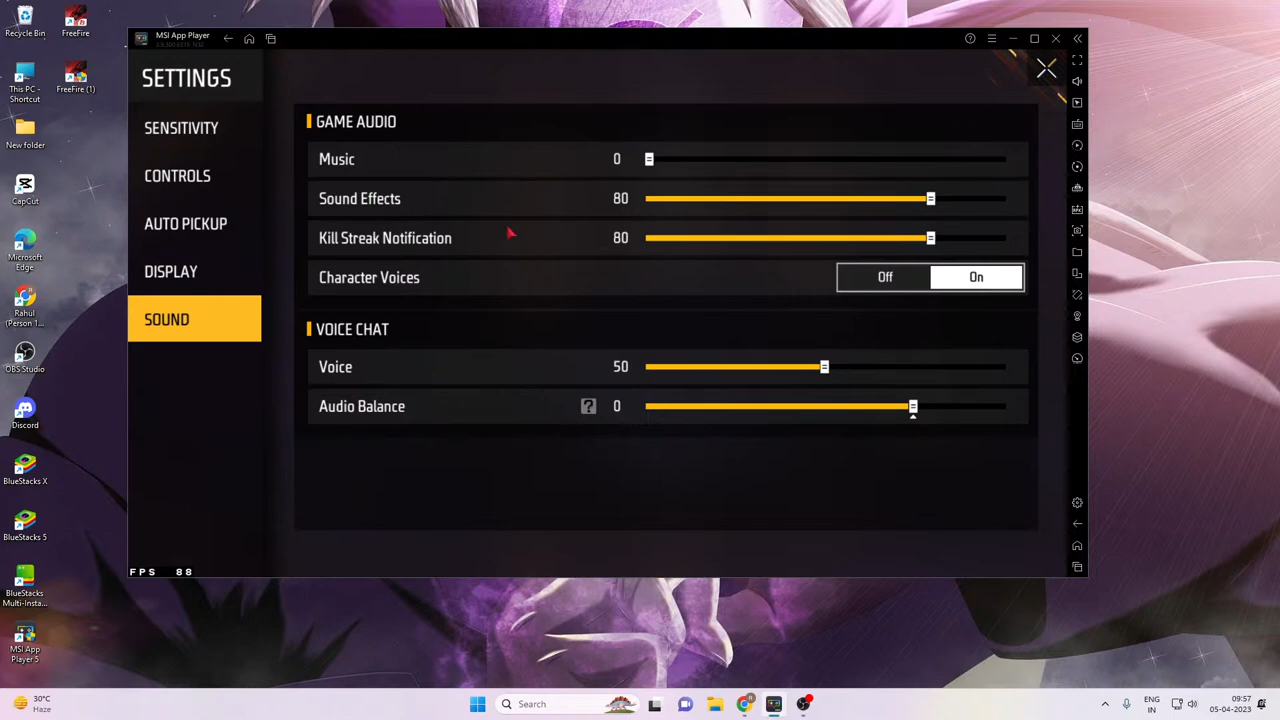 Recycle Bin
FreeFire
This PC -
Shortcut
FreeFire (1)
New folder
CapCut
Microsoft
Edge
Rahul
(Person 1...
OBS Studio
Discord
BlueStacks X
BlueStacks 5
BlueStacks
Multi-Insta...
MSI App
Player 5
MSI App Player
SETTINGS
SENSITIVITY
CONTROLS
AUTO PICKUP
DISPLAY
SOUND
GAME AUDIO
Music 0
Sound Effects 80
Kill Streak Notification 80
Character Voices Off On
VOICE CHAT
Voice 50
Audio Balance ? 0
FPS 88
30°C
Haze
Search
ENG
IN
09:57
05-04-2023